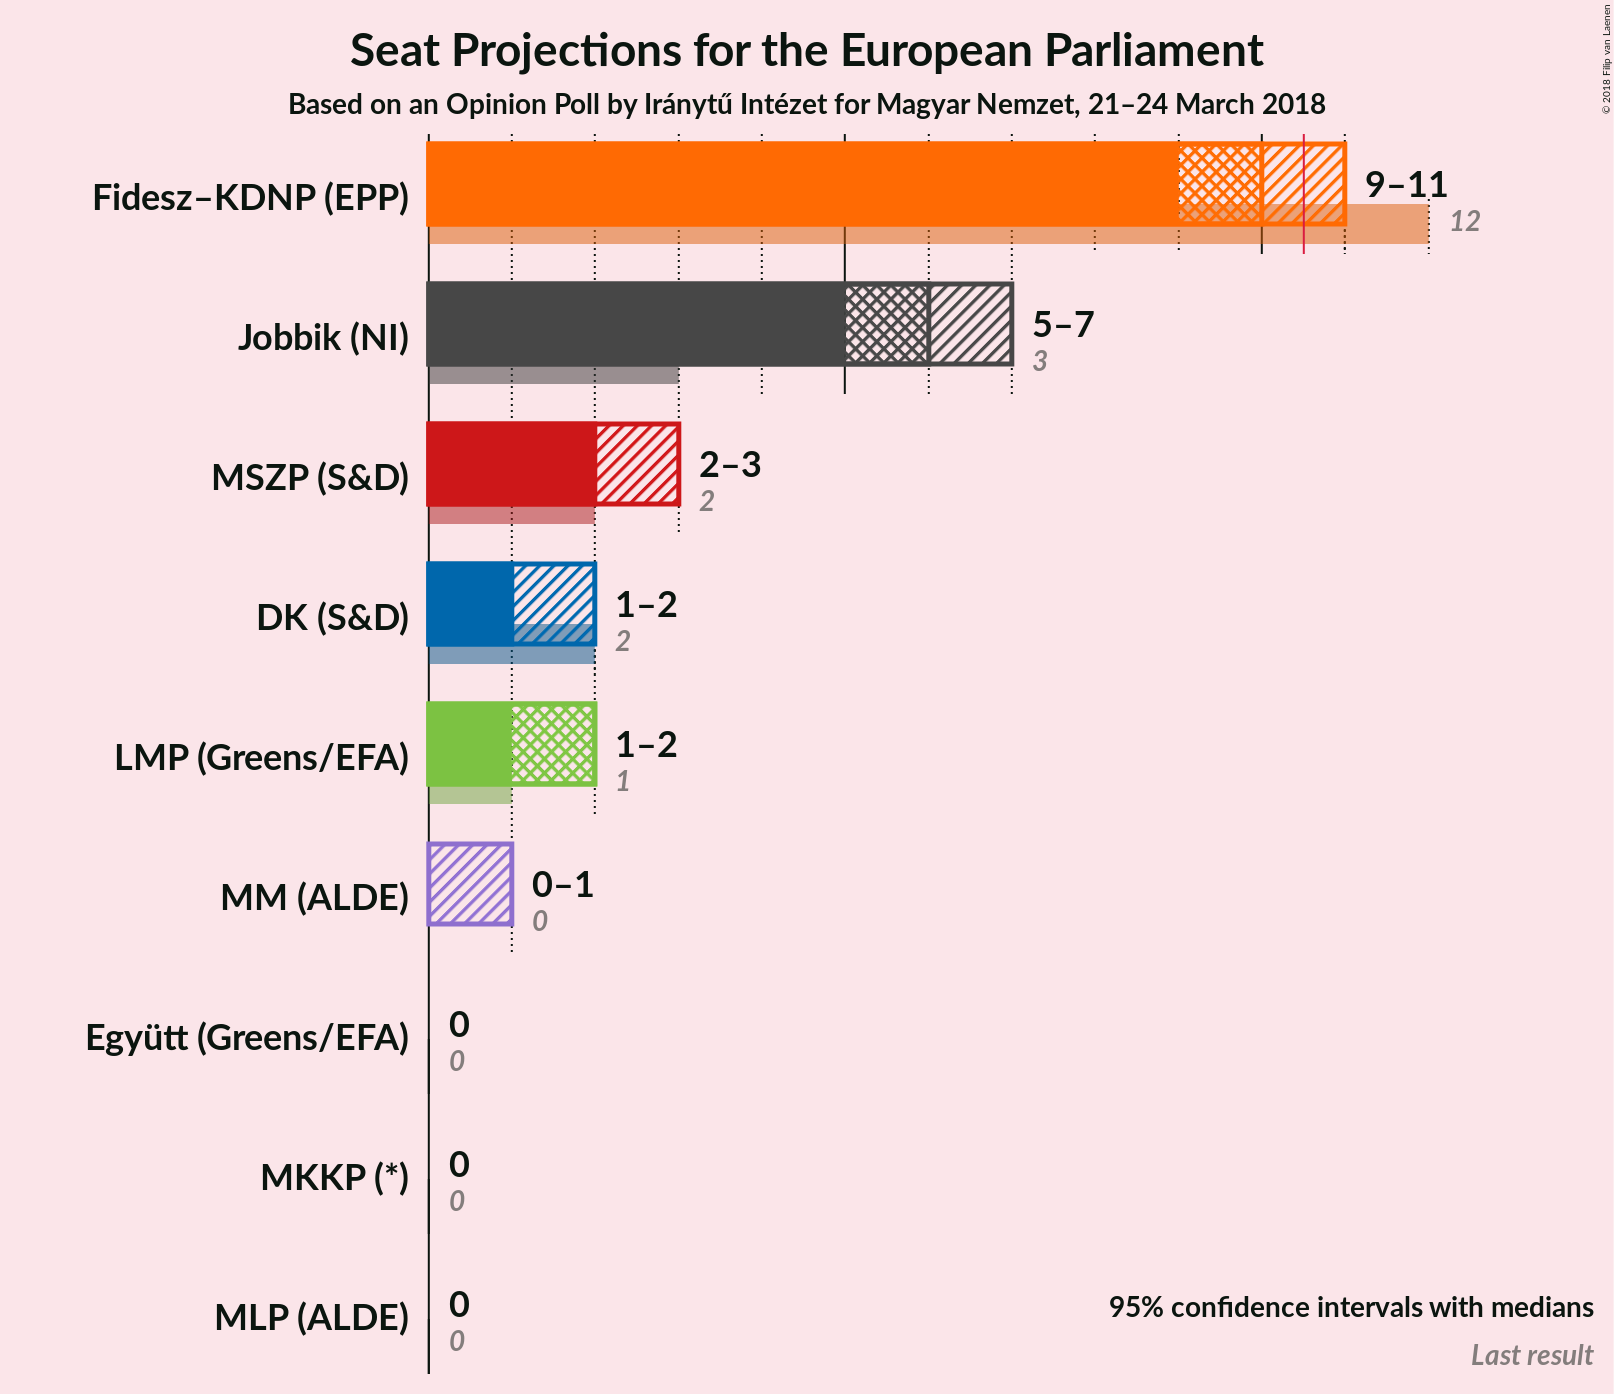 Seat Projections for the European Parliament
Based on an Opinion Poll by Iránytű Intézet for Magyar Nemzet, 21–24 March 2018
© 2018 Filip van Laenen
Fidesz–KDNP (EPP)
9–11
12
Jobbik (NI)
5–7
3
MSZP (S&D)
2–3
2
DK (S&D)
1–2
2
LMP (Greens/EFA)
1–2
1
MM (ALDE)
0–1
0
Együtt (Greens/EFA)
0
0
MKKP (*)
0
0
MLP (ALDE)
0
0
95% confidence intervals with medians
Last result